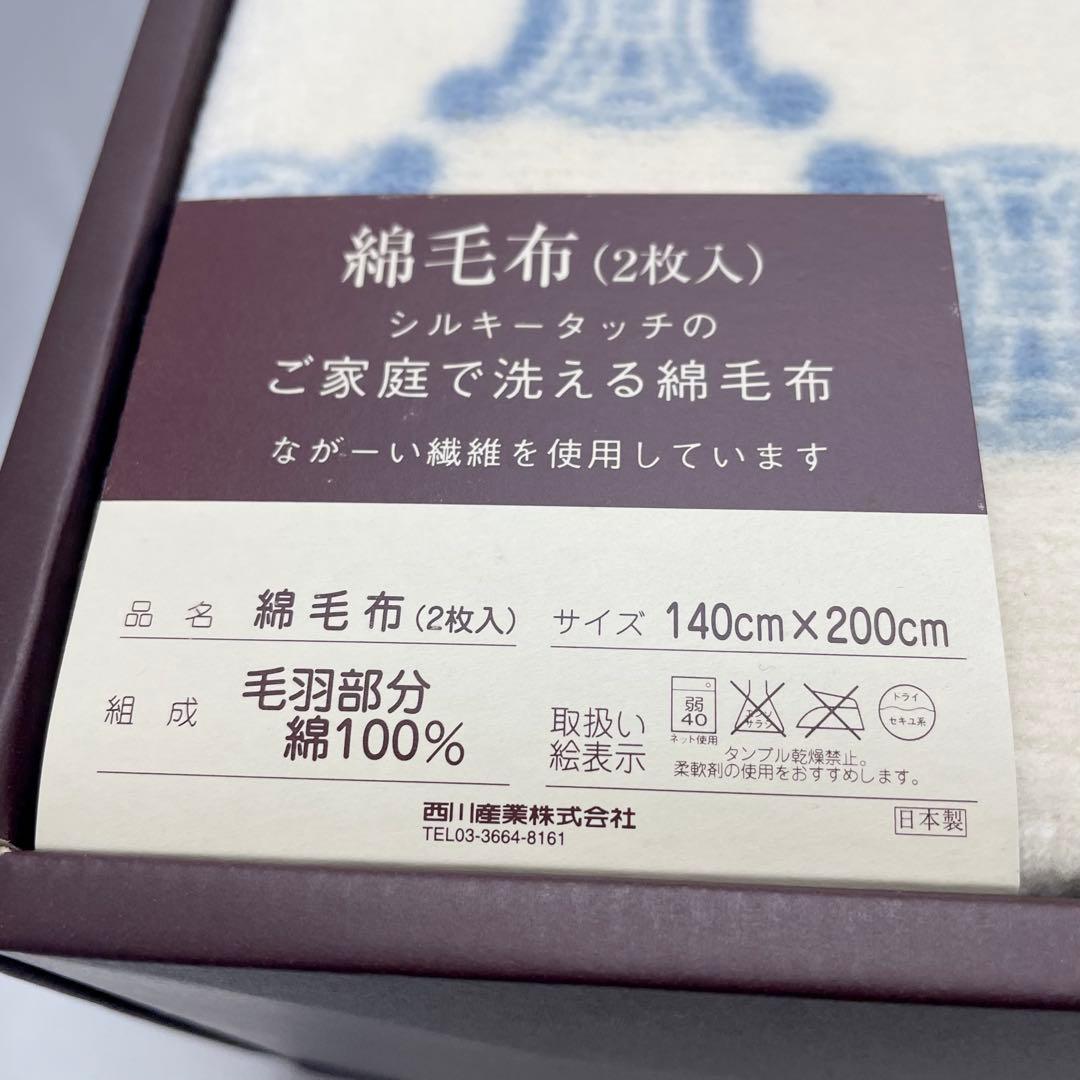 綿毛布(2枚入)
シルキータッチの
ご家庭で洗える綿毛布
ながーい繊維を使用しています
品名 綿毛布(2枚入) サイズ 140cm×200cm
組成 毛羽部分
綿100%
取扱い
絵表示
弱
40
ネット使用
エンソ
サラシ
ドライ
セキユ系
タンブル乾燥禁止。
柔軟剤の使用をおすすめします。
西川産業株式会社
TEL03-3664-8161
日本製